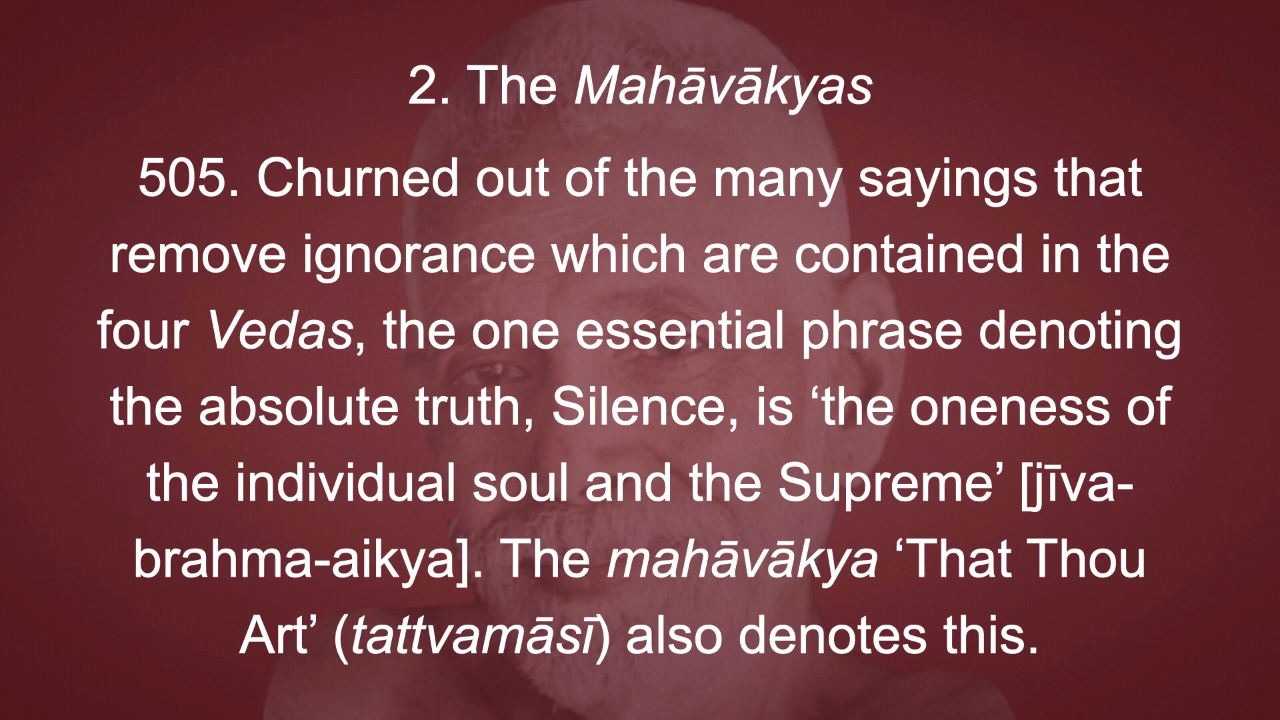 2. The Mahāvākyas
505. Churned out of the many sayings that
remove ignorance which are contained in the
four Vedas, the one essential phrase denoting
the absolute truth, Silence, is ‘the oneness of
the individual soul and the Supreme’ [jīva-
brahma-aikya]. The mahāvākya ‘That Thou
Art’ (tattvamāsī) also denotes this.